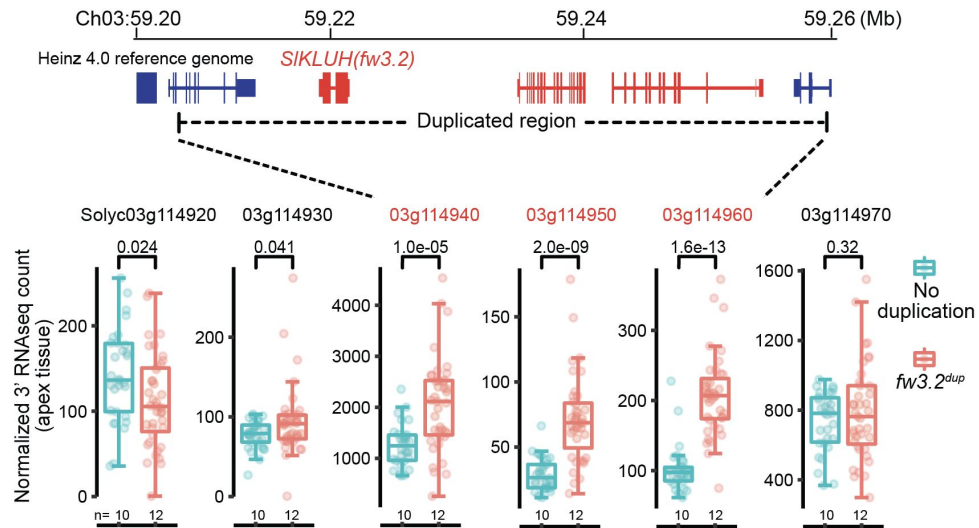 Ch03:59.20 59.22 59.24 59.26 (Mb)
Heinz 4.0 reference genome SlKLUH(fw3.2)
Duplicated region
Solyc03g114920 03g114930 03g114940 03g114950 03g114960 03g114970
0.024 0.041 1.0e-05 2.0e-09 1.6e-13 0.32
Normalized 3' RNAseq count
(apex tissue)
200
100
0
200
100
0
4000
3000
2000
1000
150
100
50
300
200
100
1600
1200
800
400
No
duplication
fw3.2dup
n= 10 12 10 12 10 12 10 12 10 12 10 12